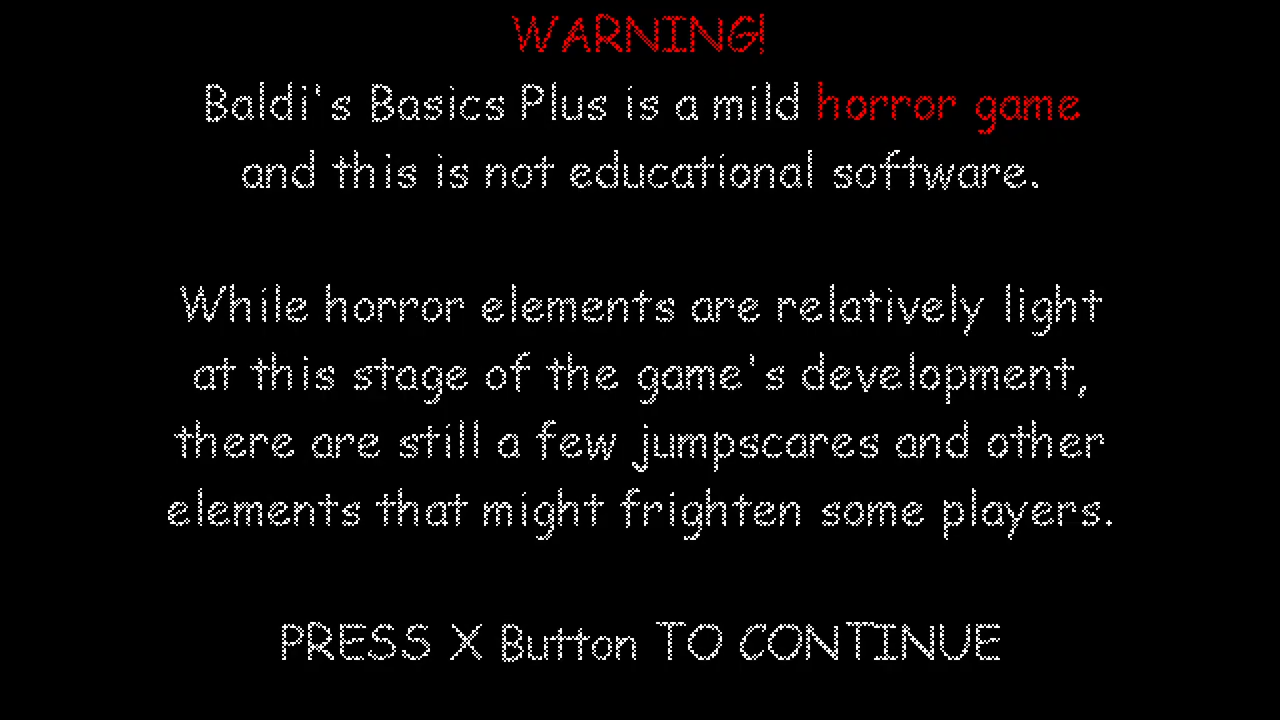 WARNING!
Baldi's Basics Plus is a mild horror game
and this is not educational software.
While horror elements are relatively light
at this stage of the game's development,
there are still a few jumpscares and other
elements that might frighten some players.
PRESS X Button TO CONTINUE